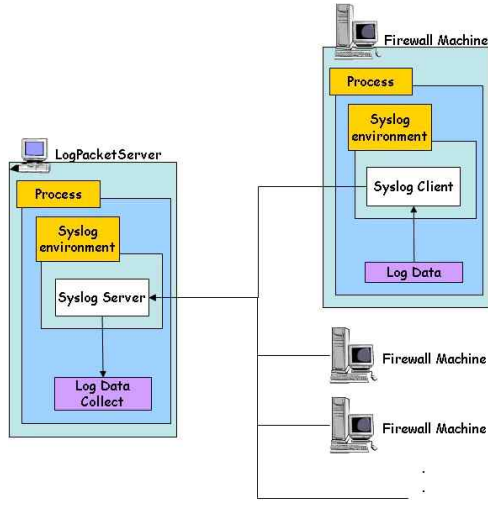 Firewall Machine
Process
Syslog
environment
Syslog Client
Log Data
LogPacketServer
Process
Syslog
environment
Syslog Server
Log Data
Collect
Firewall Machine
Firewall Machine
.
.